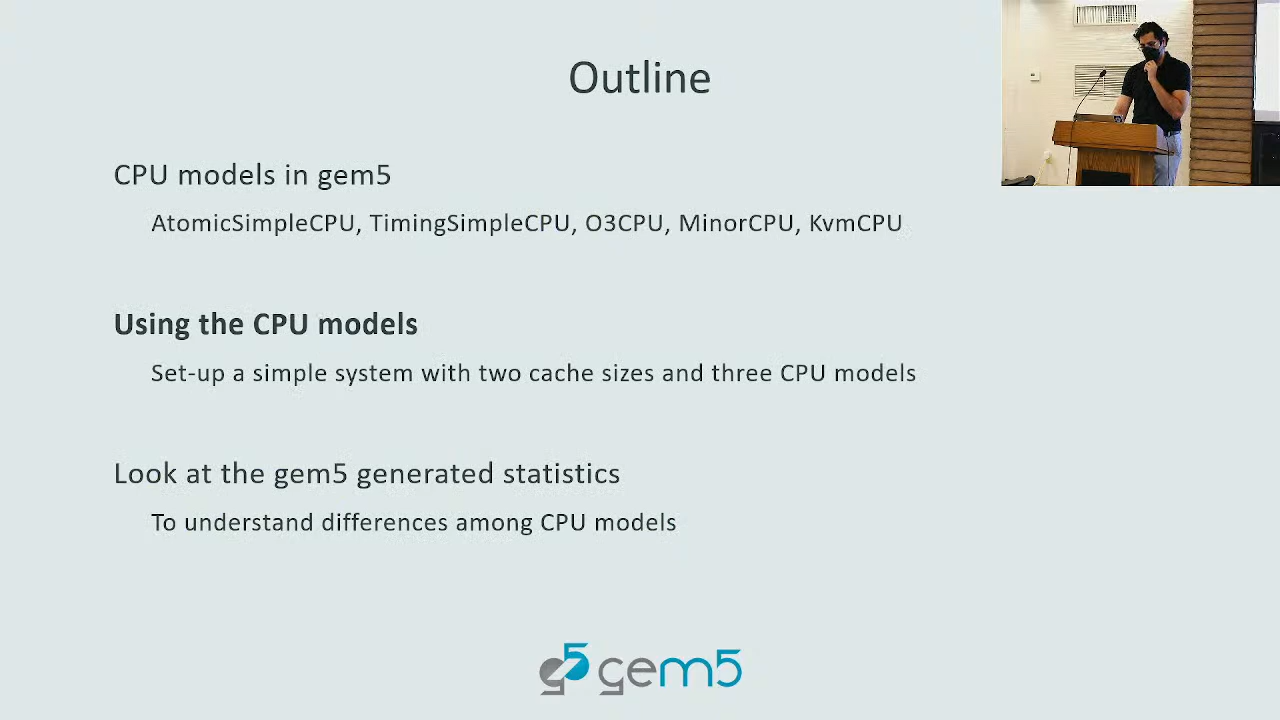 Outline
CPU models in gem5
AtomicSimpleCPU, TimingSimpleCPU, O3CPU, MinorCPU, KvmCPU
Using the CPU models
Set-up a simple system with two cache sizes and three CPU models
Look at the gem5 generated statistics
To understand differences among CPU models
g5 gem5